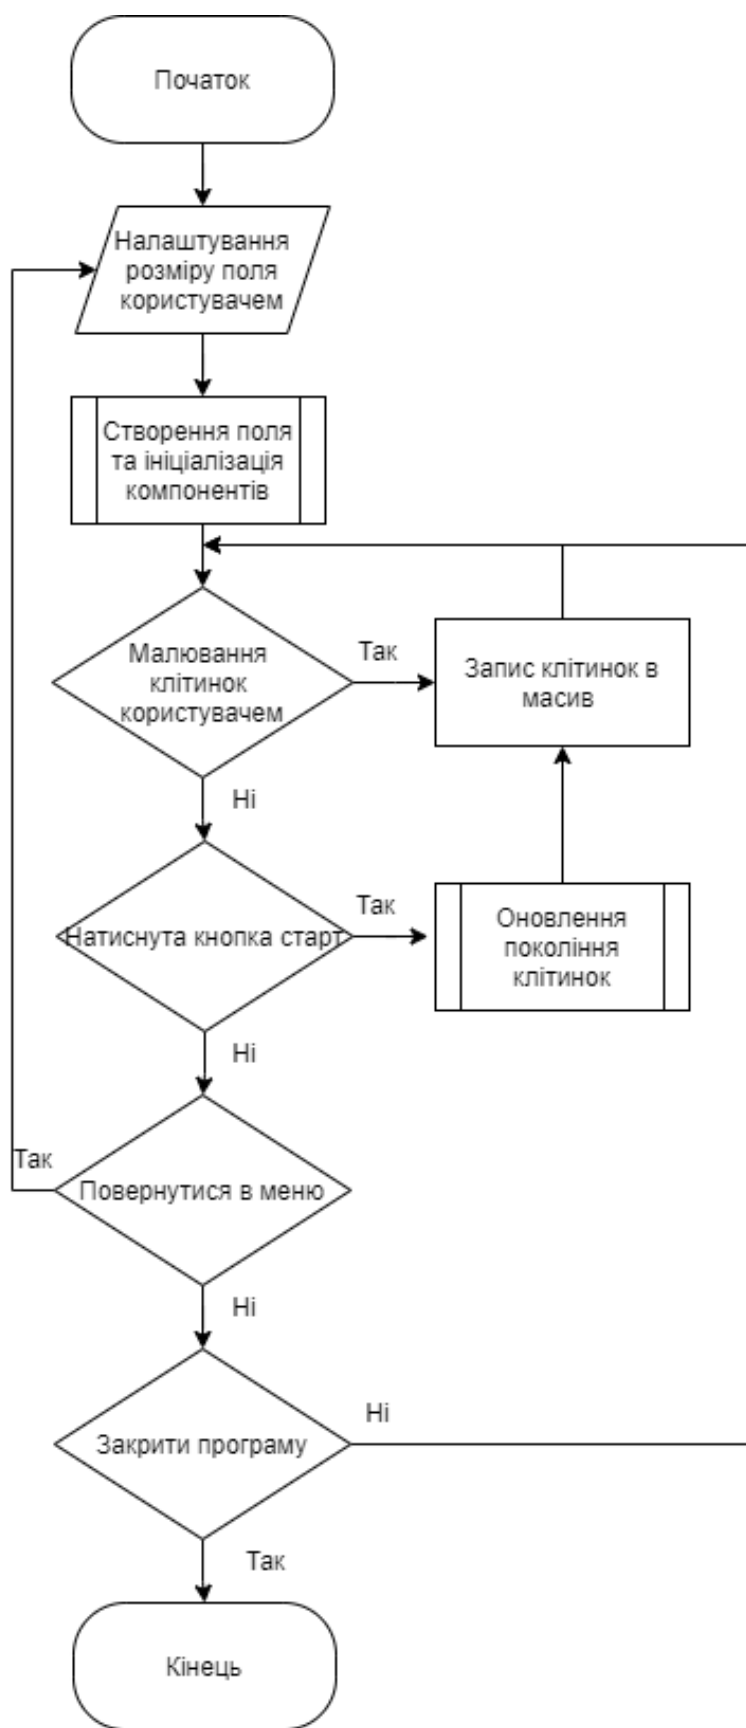 Початок
Налаштування
розміру поля
користувачем
Створення поля
та ініціалізація
компонентів
Малювання
клітинок
користувачем
Так
Запис клітинок в
масив
Ні
Натиснута кнопка старт
Так
Оновлення
покоління
клітинок
Ні
Так
Повернутися в меню
Ні
Закрити програму
Ні
Так
Кінець